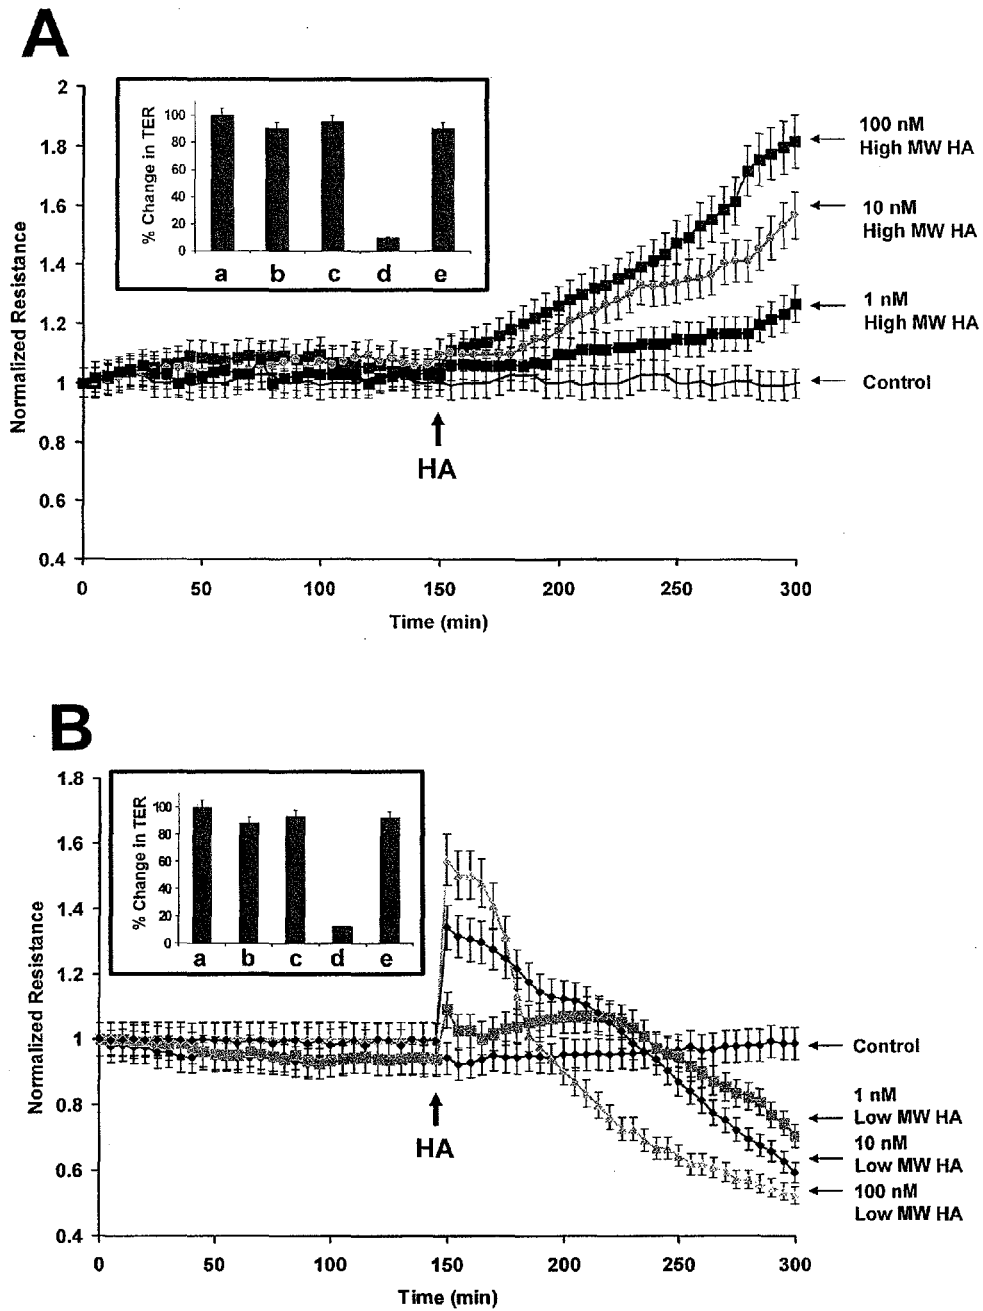 A
2
1.8
1.6
1.4
1.2
1
0.8
0.6
0.4
Normalized Resistance
% Change in TER
100
80
60
40
20
0
a b c d e
100 nM
High MW HA
10 nM
High MW HA
1 nM
High MW HA
Control
HA
0 50 100 150 200 250 300
Time (min)
B
1.8
1.6
1.4
1.2
1
0.8
0.6
0.4
Normalized Resistance
% Change in TER
100
80
60
40
20
0
a b c d e
Control
1 nM
Low MW HA
10 nM
Low MW HA
100 nM
Low MW HA
HA
0 50 100 150 200 250 300
Time (min)